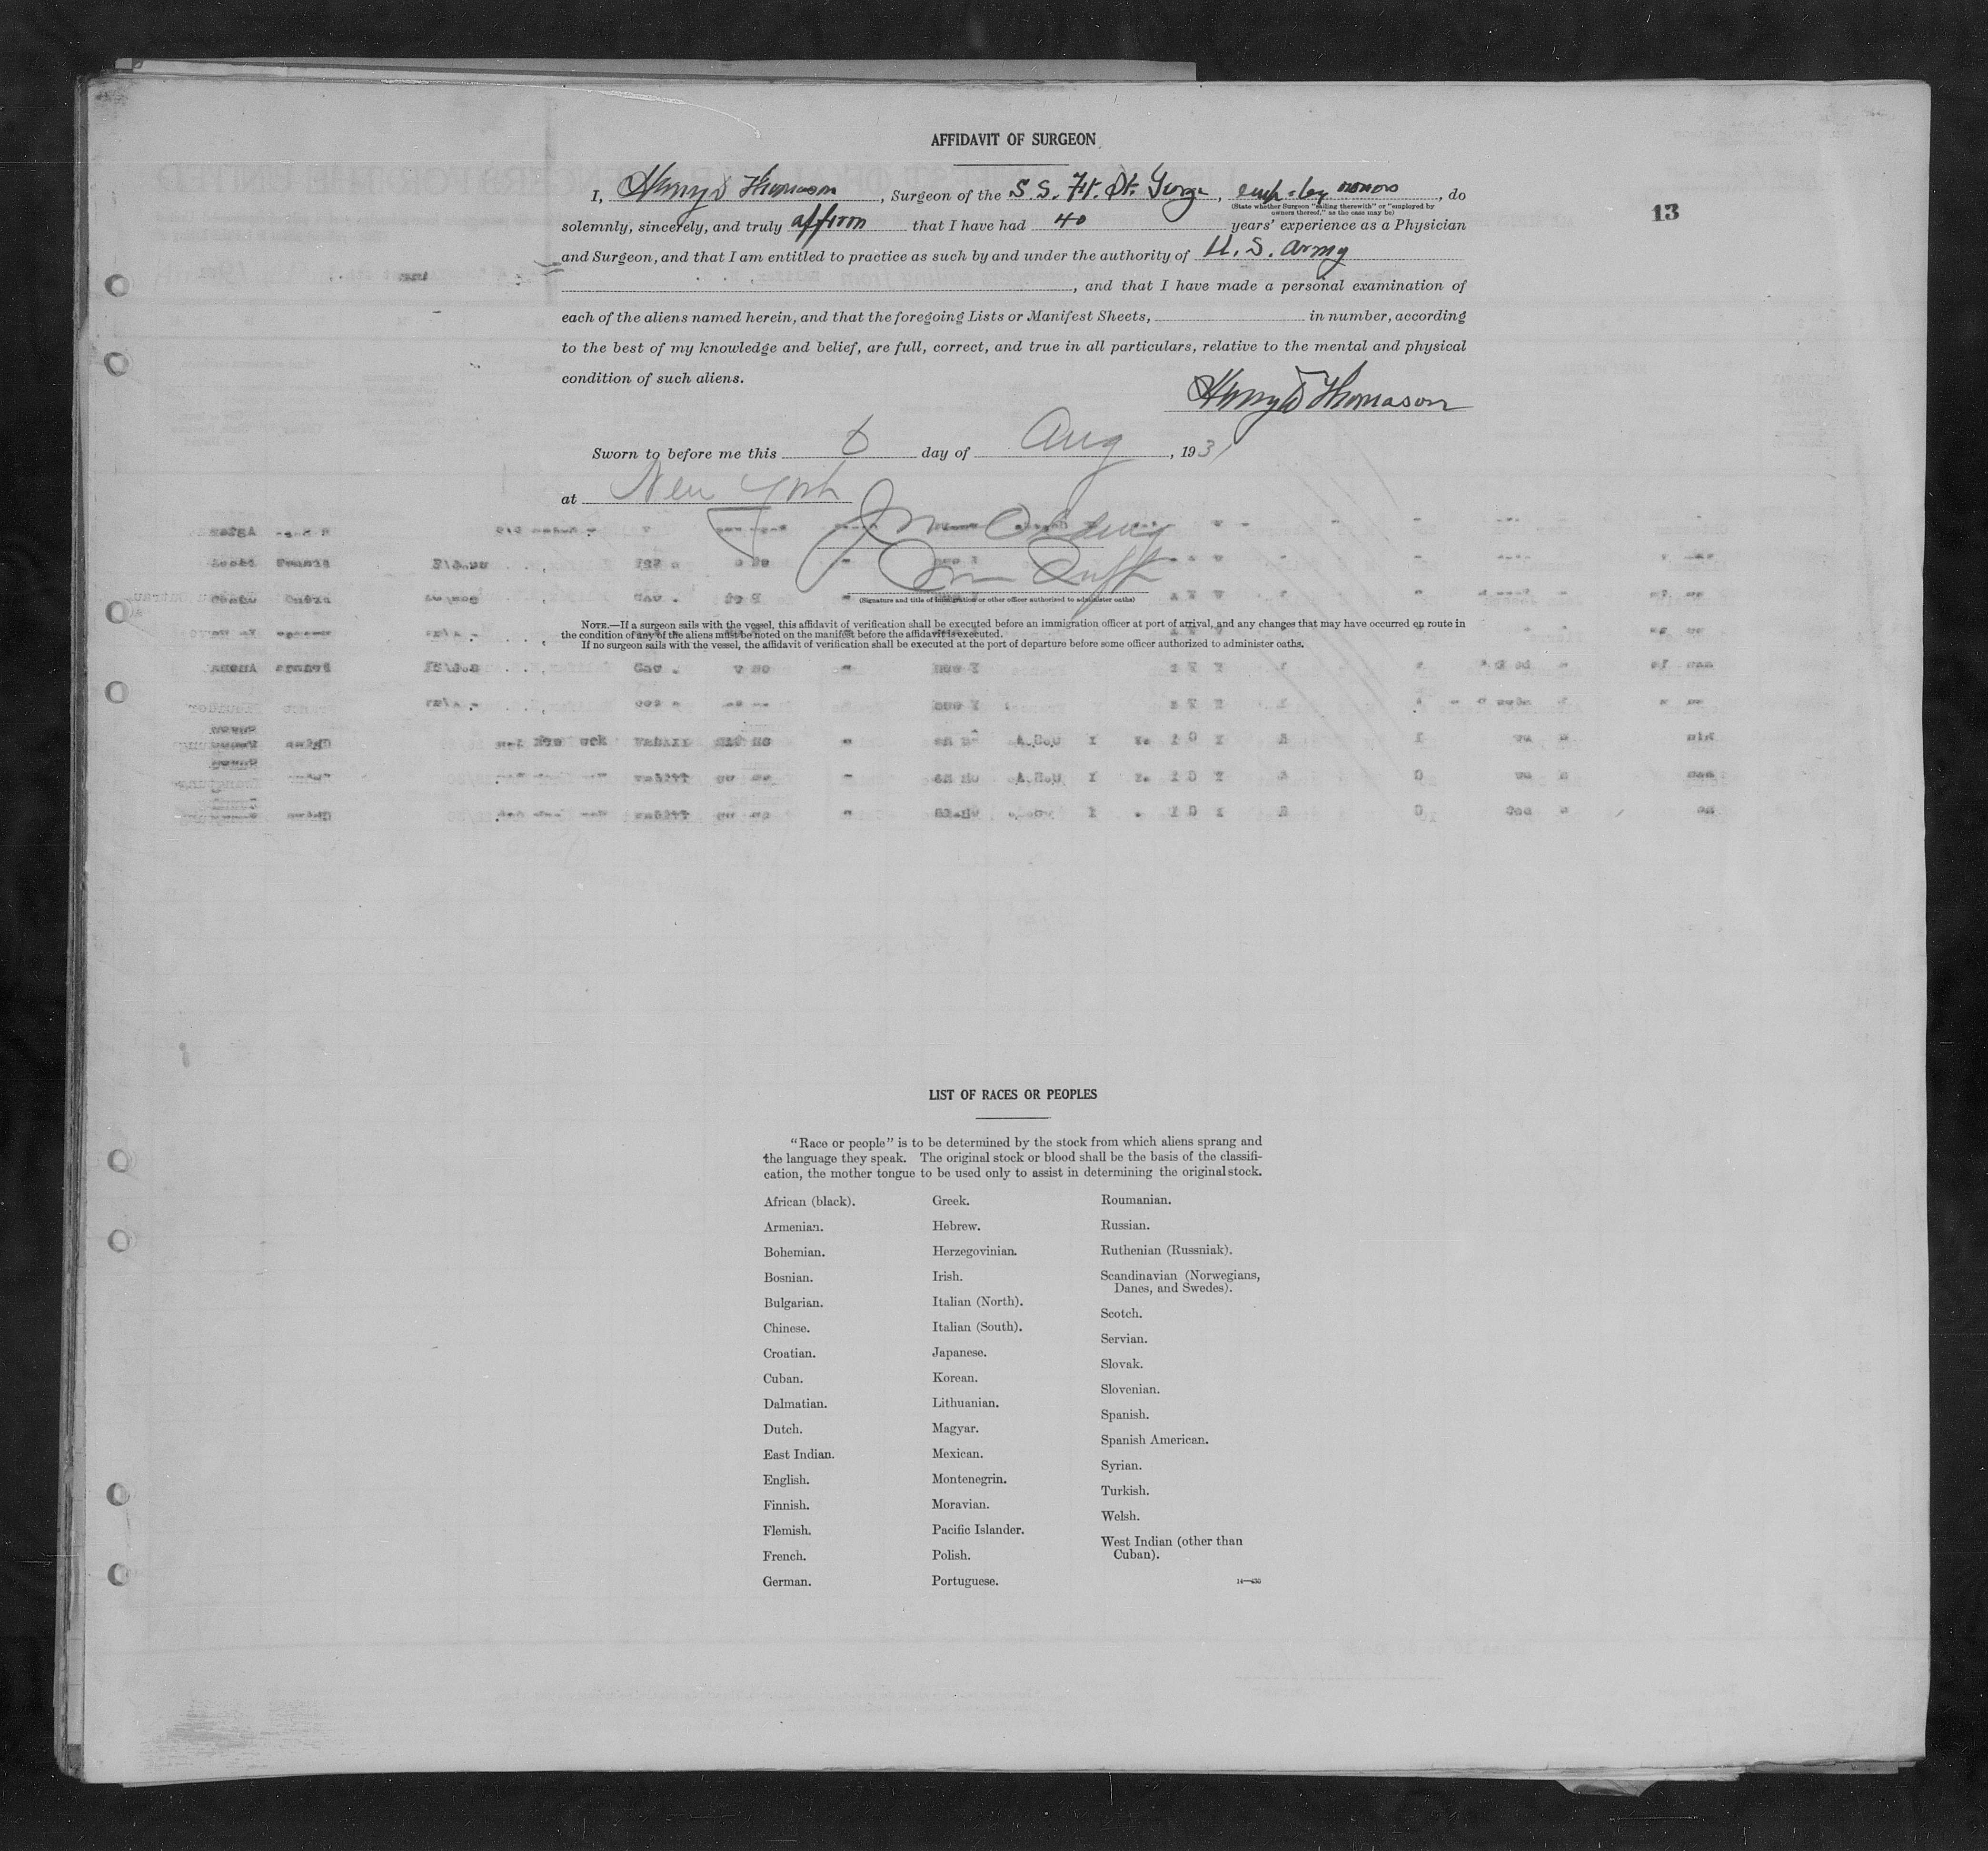 AFFIDAVIT OF SURGEON
13
I, Henry D Thomason, Surgeon of the S.S. Ft. St. George, emp. by owners, do
(State whether Surgeon "sailing therewith" or "employed by
owners thereof," as the case may be)
solemnly, sincerely, and truly affirm that I have had 40 years' experience as a Physician
and Surgeon, and that I am entitled to practice as such by and under the authority of U.S. Army
, and that I have made a personal examination of
each of the aliens named herein, and that the foregoing Lists or Manifest Sheets, in number, according
to the best of my knowledge and belief, are full, correct, and true in all particulars, relative to the mental and physical
condition of such aliens.
Henry D Thomason
Sworn to before me this 6 day of Aug, 1931
at New York
(Signature and title of immigration or other officer authorized to administer oaths)
NOTE.—If a surgeon sails with the vessel, this affidavit of verification shall be executed before an immigration officer at port of arrival, and any changes that may have occurred en route in
the condition of any of the aliens must be noted on the manifest before the affidavit is executed.
If no surgeon sails with the vessel, the affidavit of verification shall be executed at the port of departure before some officer authorized to administer oaths.
LIST OF RACES OR PEOPLES
"Race or people" is to be determined by the stock from which aliens sprang and
the language they speak. The original stock or blood shall be the basis of the classifi-
cation, the mother tongue to be used only to assist in determining the original stock.
African (black).
Armenian.
Bohemian.
Bosnian.
Bulgarian.
Chinese.
Croatian.
Cuban.
Dalmatian.
Dutch.
East Indian.
English.
Finnish.
Flemish.
French.
German.
Greek.
Hebrew.
Herzegovinian.
Irish.
Italian (North).
Italian (South).
Japanese.
Korean.
Lithuanian.
Magyar.
Mexican.
Montenegrin.
Moravian.
Pacific Islander.
Polish.
Portuguese.
Roumanian.
Russian.
Ruthenian (Russniak).
Scandinavian (Norwegians,
Danes, and Swedes).
Scotch.
Servian.
Slovak.
Slovenian.
Spanish.
Spanish American.
Syrian.
Turkish.
Welsh.
West Indian (other than
Cuban).